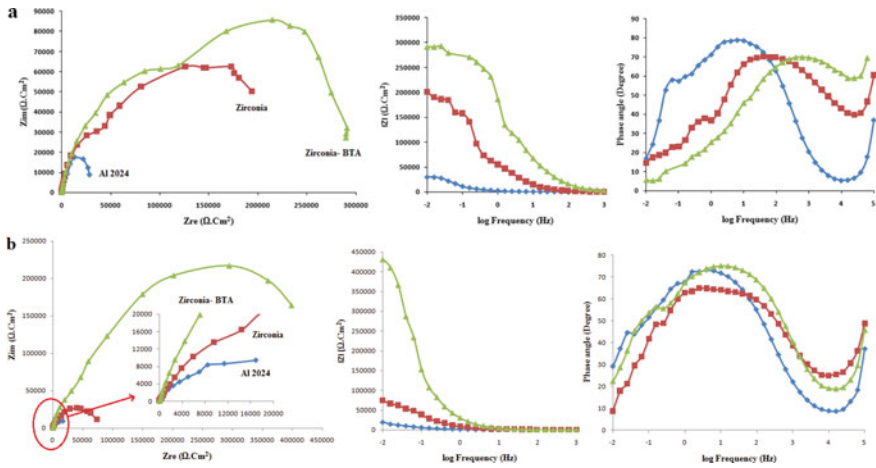 a
Zim(Ω.Cm²)
90000
80000
70000
60000
50000
40000
30000
20000
10000
0
0 50000 100000 150000 200000 250000 300000
Zre (Ω.Cm²)
Al 2024
Zirconia
Zirconia- BTA
IZI (Ω.Cm²)
350000
300000
250000
200000
150000
100000
50000
0
-2 -1 0 1 2 3
log Frequency (Hz)
Phase angle (Degree)
90
80
70
60
50
40
30
20
10
0
-2 -1 0 1 2 3 4 5
log Frequency (Hz)
b
Zim (Ω.Cm²)
250000
200000
150000
100000
50000
0
0 50000 100000 150000 200000 250000 300000 350000 400000 450000
Zre (Ω.Cm²)
Zirconia- BTA
Zirconia
Al 2024
20000
16000
12000
8000
4000
0
0 4000 8000 12000 16000 20000
IZI (Ω.Cm²)
450000
400000
350000
300000
250000
200000
150000
100000
50000
0
-2 -1 0 1 2 3
log Frequency (Hz)
Phase angle (Degree)
80
70
60
50
40
30
20
10
0
-2 -1 0 1 2 3 4 5
log Frequency (Hz)